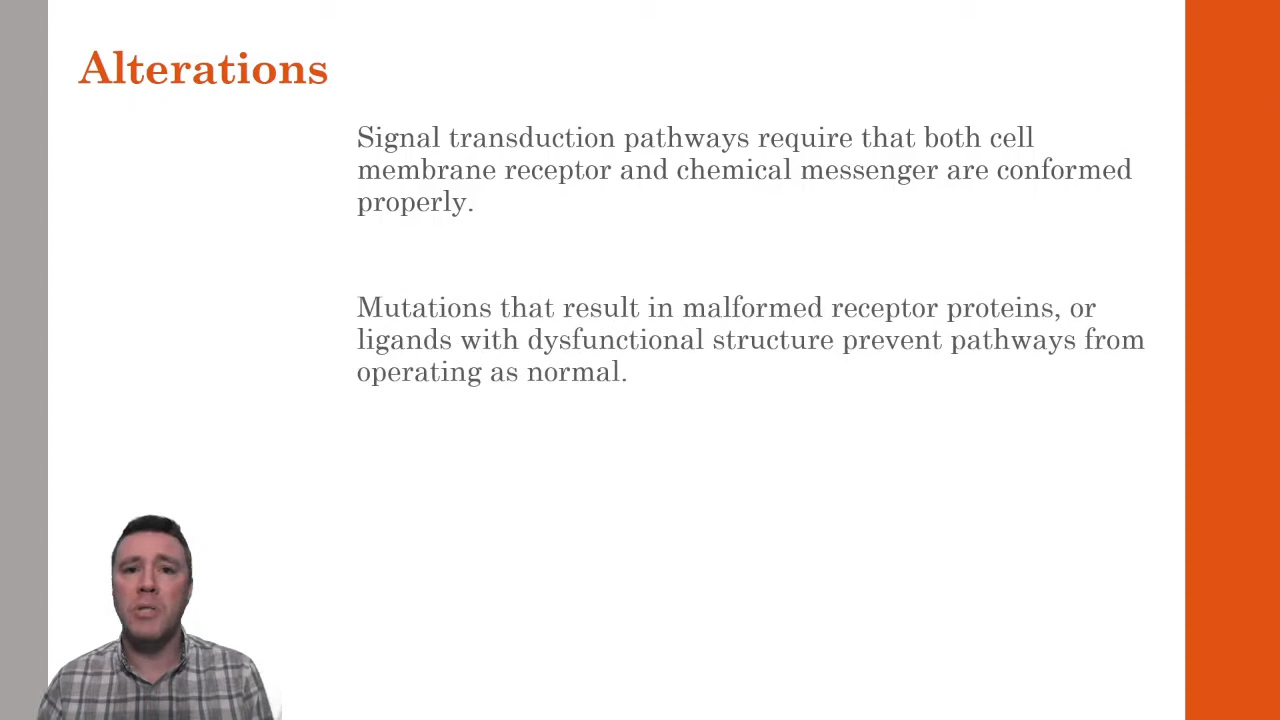 Alterations
Signal transduction pathways require that both cell
membrane receptor and chemical messenger are conformed
properly.
Mutations that result in malformed receptor proteins, or
ligands with dysfunctional structure prevent pathways from
operating as normal.